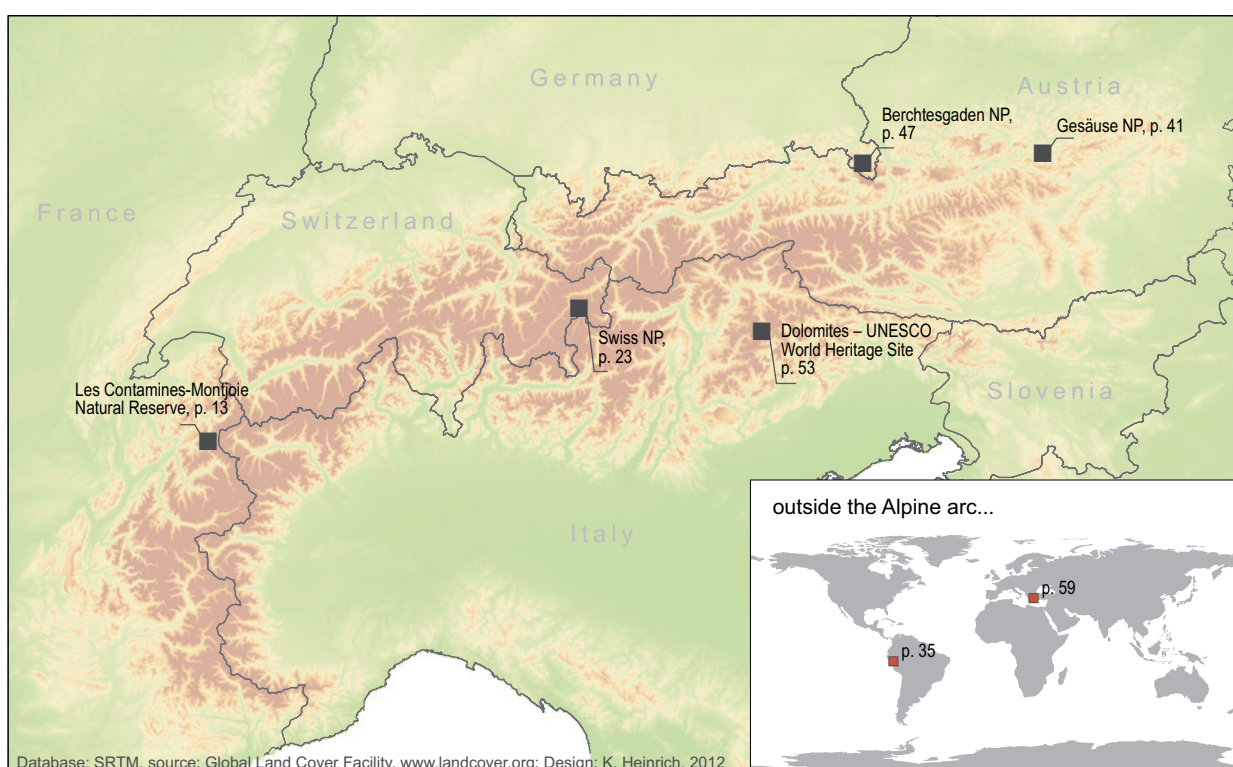 Germany
Austria
Berchtesgaden NP,
p. 47
Gesäuse NP, p. 41
France
Switzerland
Swiss NP,
p. 23
Dolomites – UNESCO
World Heritage Site
p. 53
Les Contamines-Montjoie
Natural Reserve, p. 13
Slovenia
Italy
outside the Alpine arc...
p. 59
p. 35
Database: SRTM, source: Global Land Cover Facility, www.landcover.org; Design: K. Heinrich, 2012